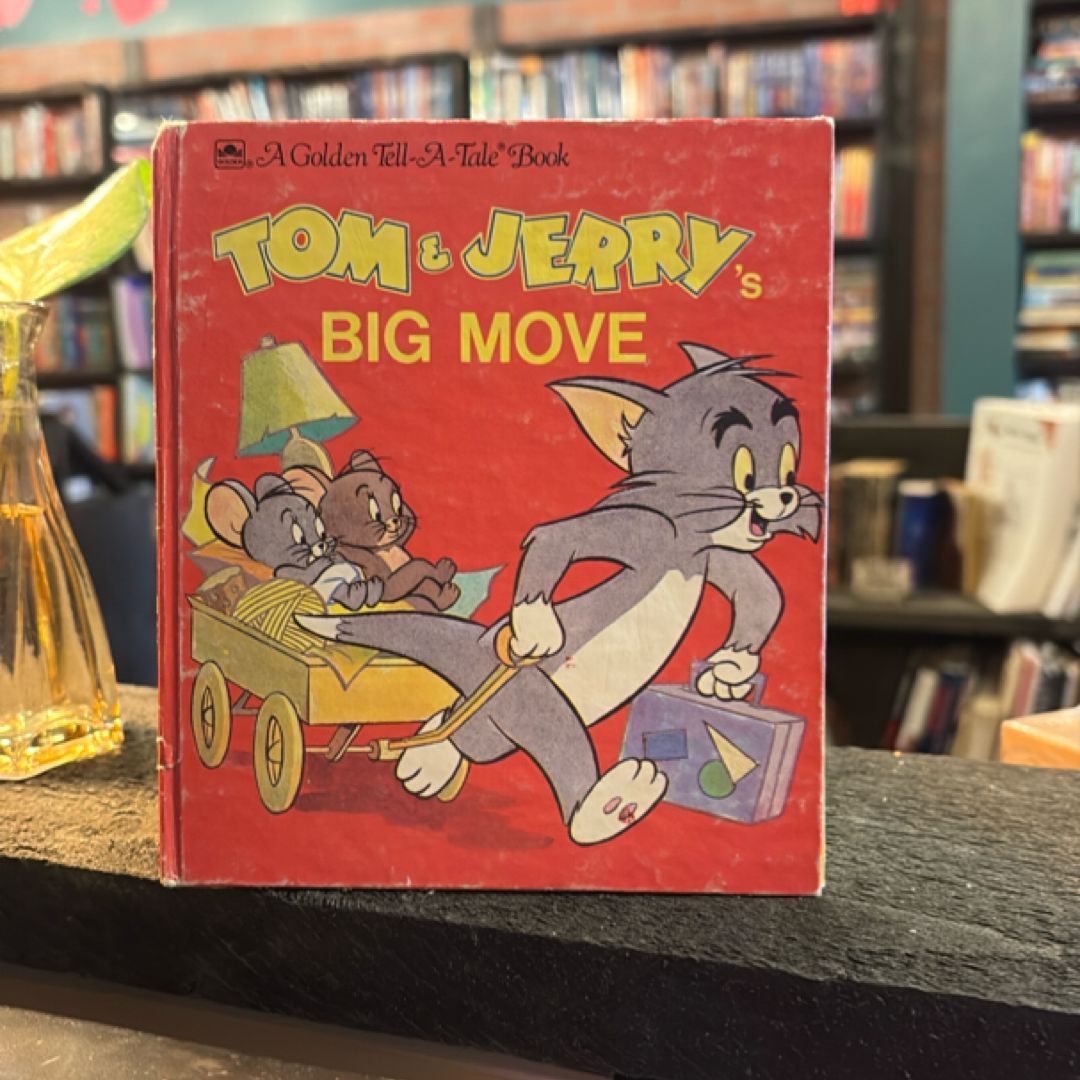 A Golden Tell-A-Tale® Book
TOM & JERRY's
BIG MOVE